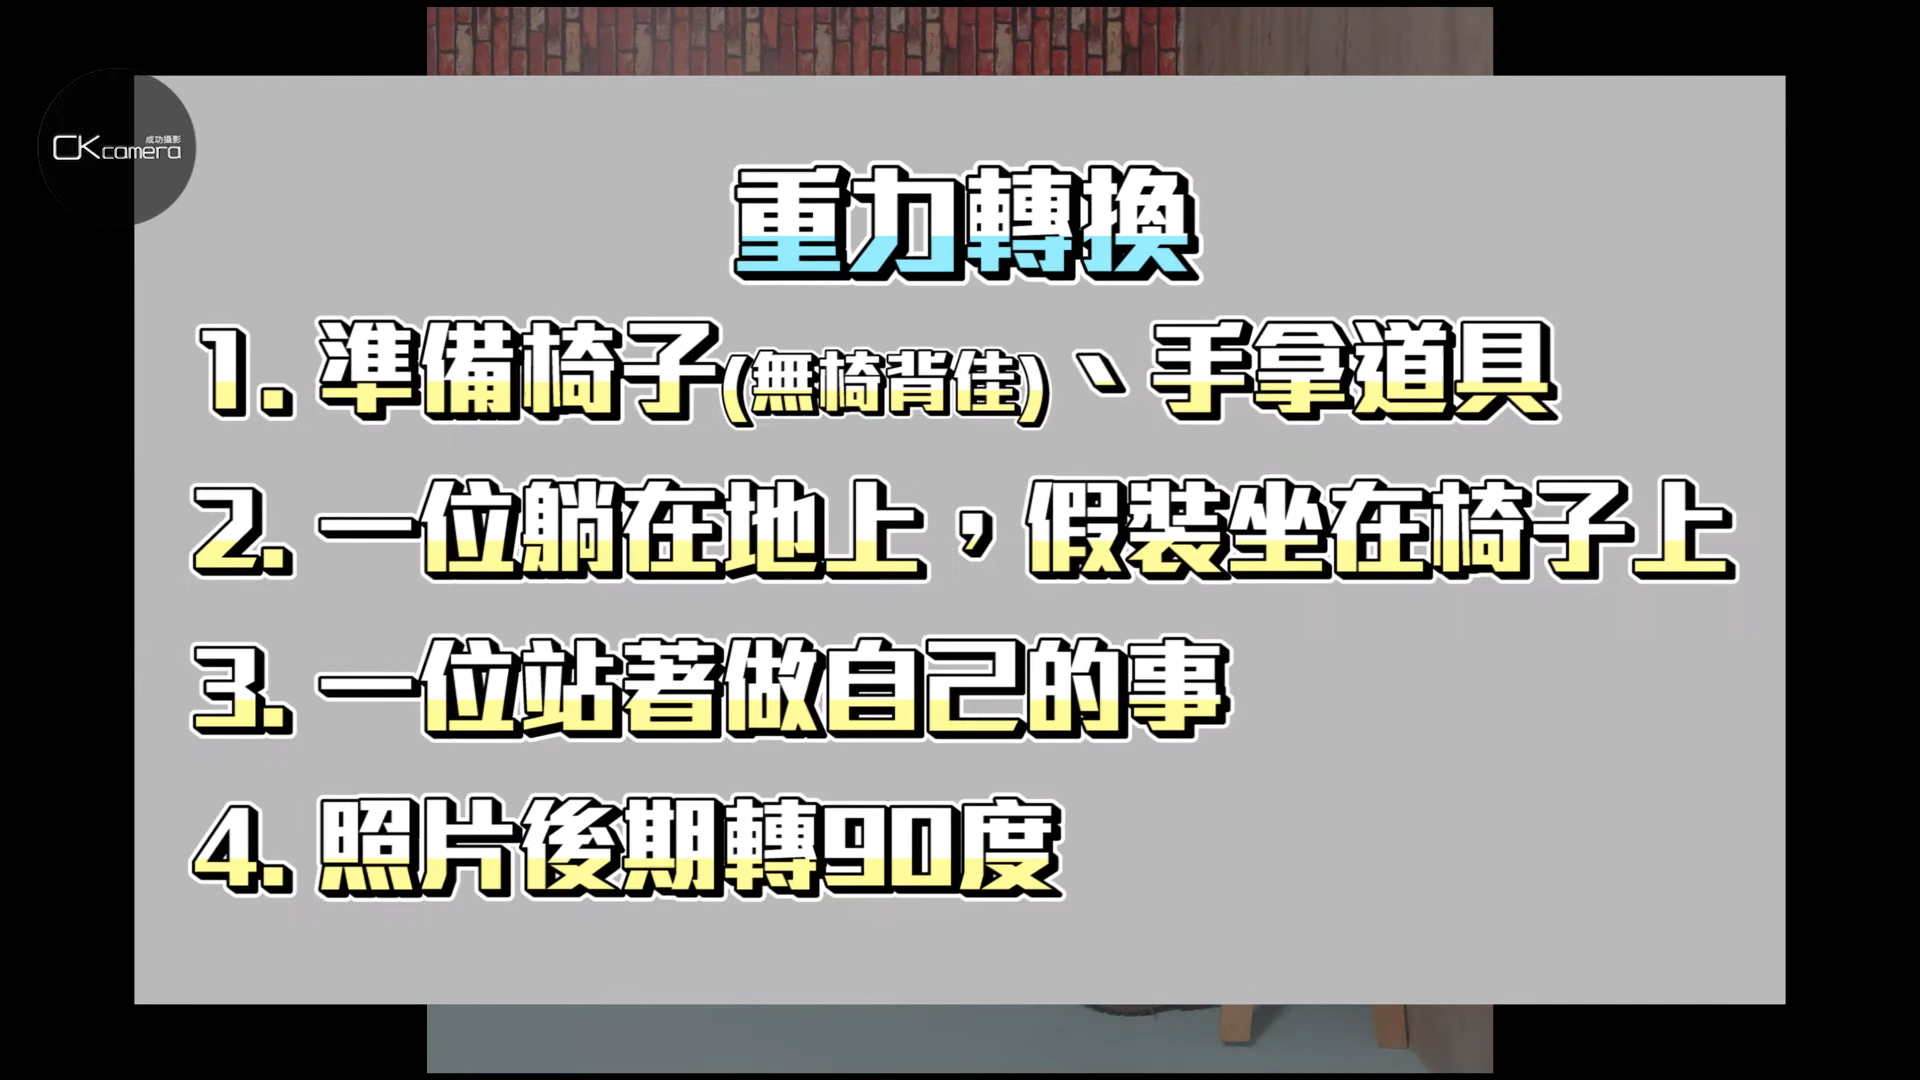 成功攝影
CKcamera
重力轉換
1. 準備椅子(無椅背佳)、手拿道具
2. 一位躺在地上，假裝坐在椅子上
3. 一位站著做自己的事
4. 照片後期轉90度